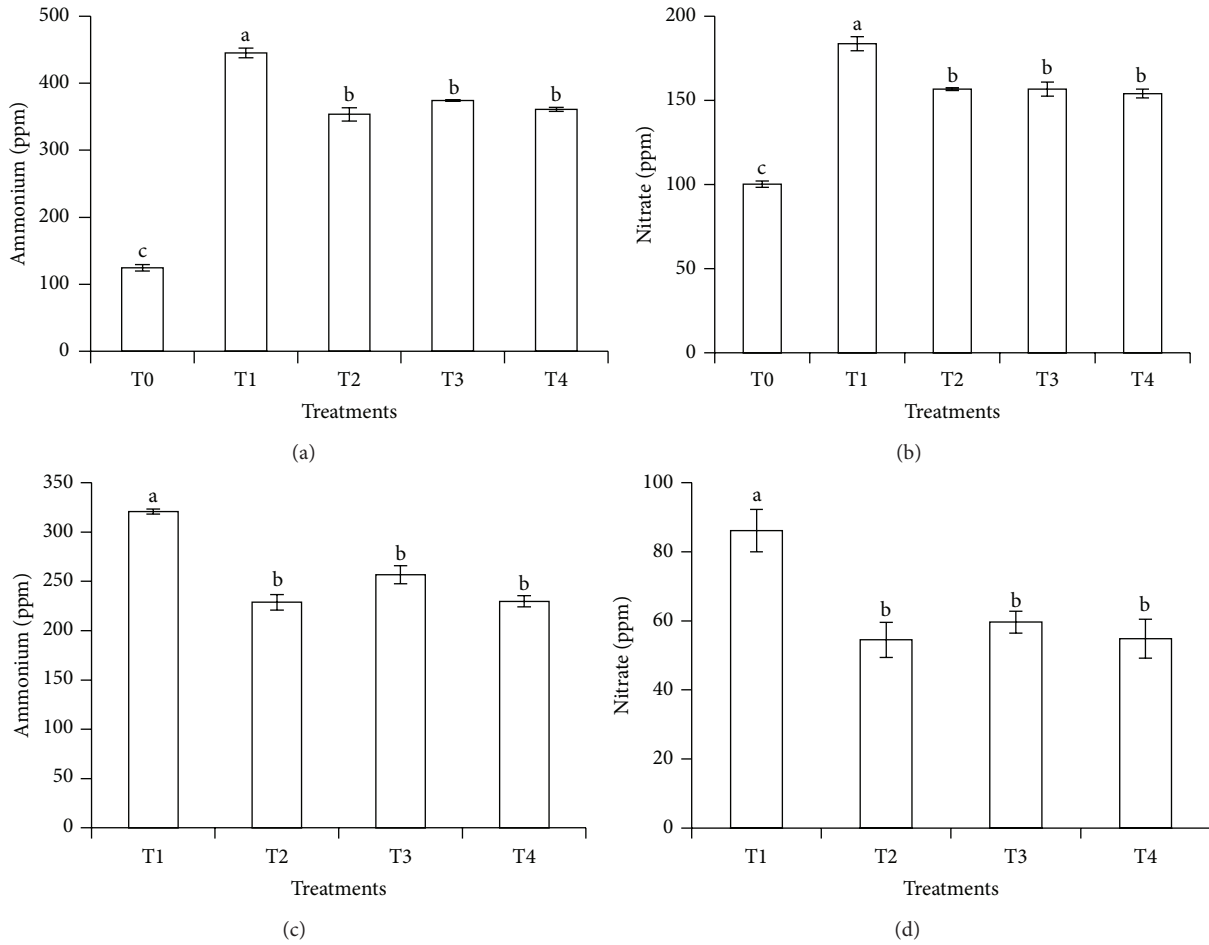 500
400
300
200
100
0
Ammonium (ppm)
c
a
b
b
b
T0 T1 T2 T3 T4
Treatments
(a)
200
150
100
50
0
Nitrate (ppm)
c
a
b
b
b
T0 T1 T2 T3 T4
Treatments
(b)
350
300
250
200
150
100
50
0
Ammonium (ppm)
a
b
b
b
T1 T2 T3 T4
Treatments
(c)
100
80
60
40
20
0
Nitrate (ppm)
a
b
b
b
T1 T2 T3 T4
Treatments
(d)